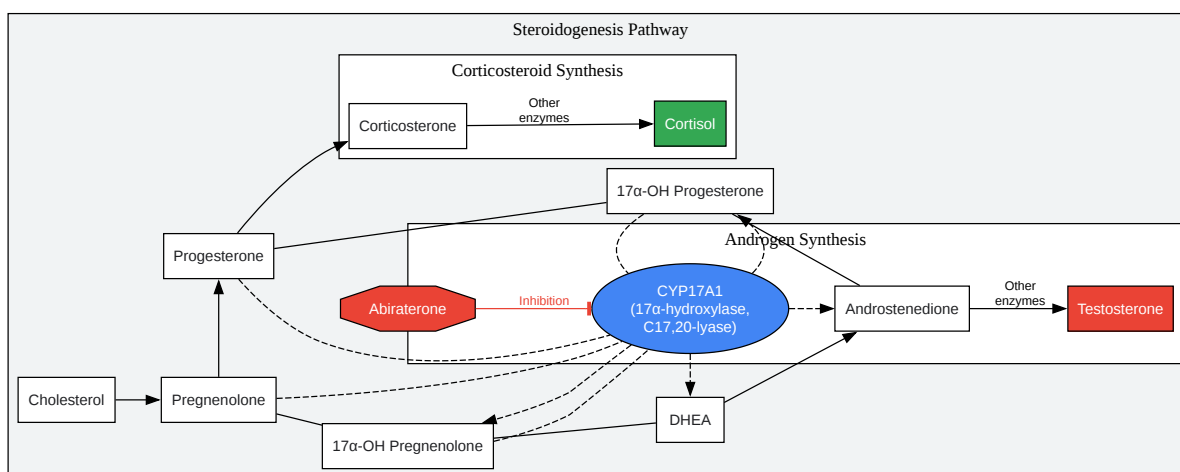 Steroidogenesis Pathway
Corticosteroid Synthesis
Corticosterone
Other
enzymes
Cortisol
17α-OH Progesterone
Androgen Synthesis
Progesterone
Abiraterone
Inhibition
CYP17A1
(17α-hydroxylase,
C17,20-lyase)
Androstenedione
Other
enzymes
Testosterone
Cholesterol
Pregnenolone
17α-OH Pregnenolone
DHEA